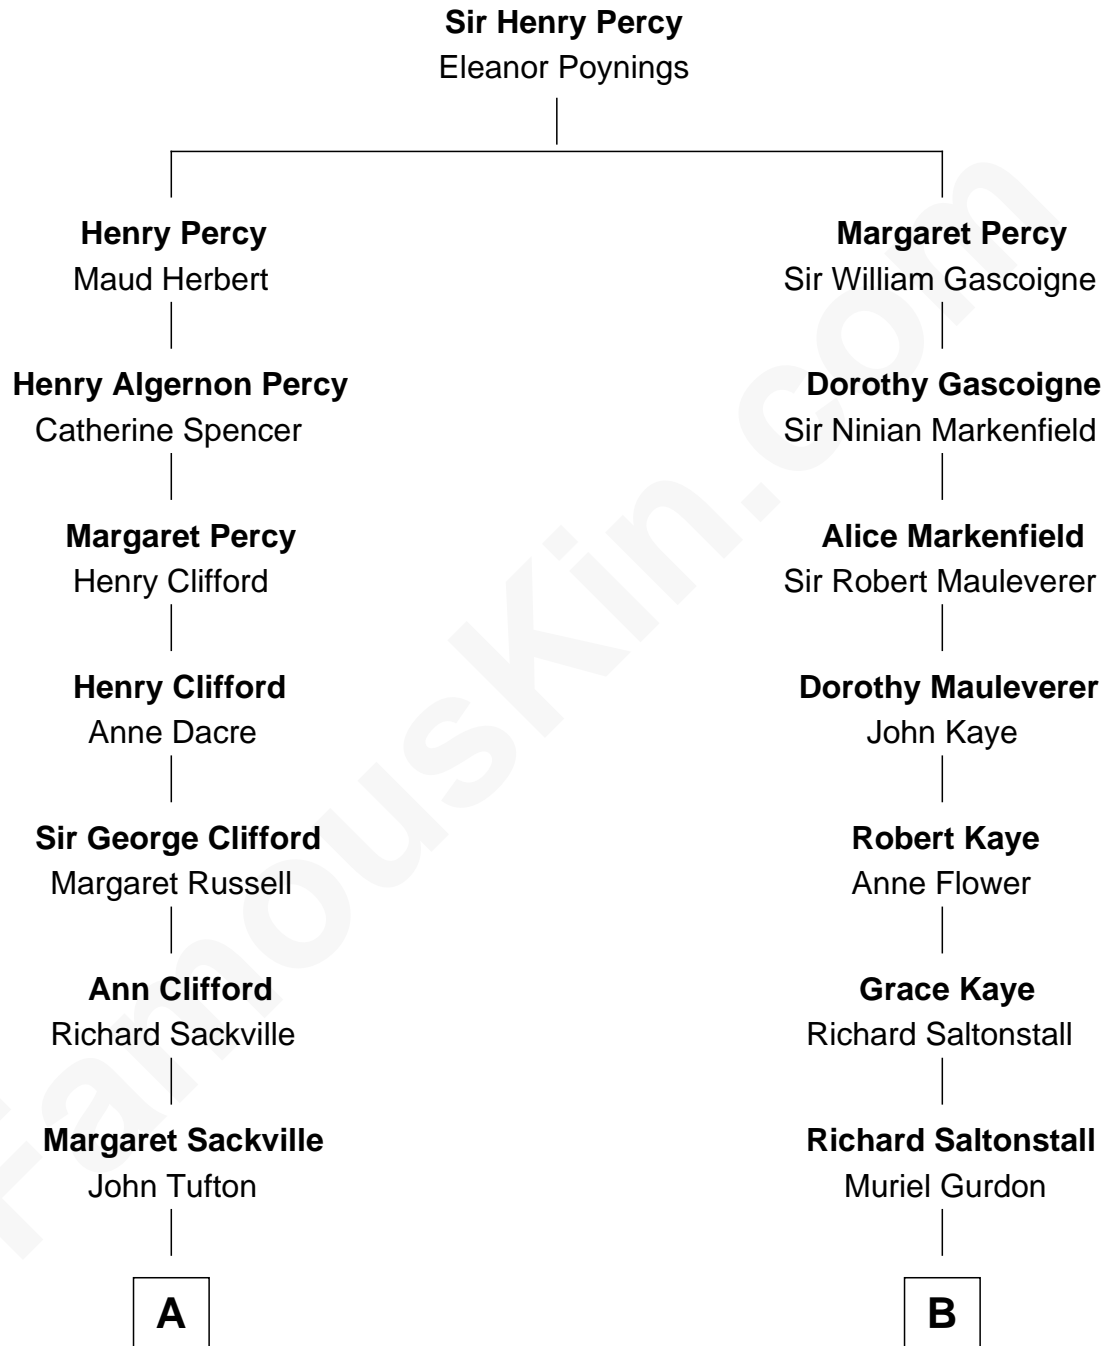 Sir Henry Percy
Eleanor Poynings
Henry Percy
Maud Herbert
Margaret Percy
Sir William Gascoigne
Henry Algernon Percy
Catherine Spencer
Dorothy Gascoigne
Sir Ninian Markenfield
Margaret Percy
Henry Clifford
Alice Markenfield
Sir Robert Mauleverer
Henry Clifford
Anne Dacre
Dorothy Mauleverer
John Kaye
Sir George Clifford
Margaret Russell
Robert Kaye
Anne Flower
Ann Clifford
Richard Sackville
Grace Kaye
Richard Saltonstall
Margaret Sackville
John Tufton
Richard Saltonstall
Muriel Gurdon
A
B
FamousKin.com